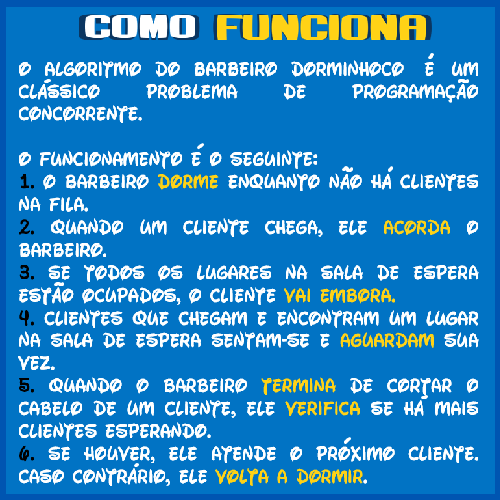 COMO FUNCIONA
O ALGORITMO DO BARBEIRO DORMINHOCO É UM
CLÁSSICO PROBLEMA DE PROGRAMAÇÃO
CONCORRENTE.
O FUNCIONAMENTO É O SEGUINTE:
1. O BARBEIRO DORME ENQUANTO NÃO HÁ CLIENTES
NA FILA.
2. QUANDO UM CLIENTE CHEGA, ELE ACORDA O
BARBEIRO.
3. SE TODOS OS LUGARES NA SALA DE ESPERA
ESTÃO OCUPADOS, O CLIENTE VAI EMBORA.
4. CLIENTES QUE CHEGAM E ENCONTRAM UM LUGAR
NA SALA DE ESPERA SENTAM-SE E AGUARDAM SUA
VEZ.
5. QUANDO O BARBEIRO TERMINA DE CORTAR O
CABELO DE UM CLIENTE, ELE VERIFICA SE HÁ MAIS
CLIENTES ESPERANDO.
6. SE HOUVER, ELE ATENDE O PRÓXIMO CLIENTE.
CASO CONTRÁRIO, ELE VOLTA A DORMIR.